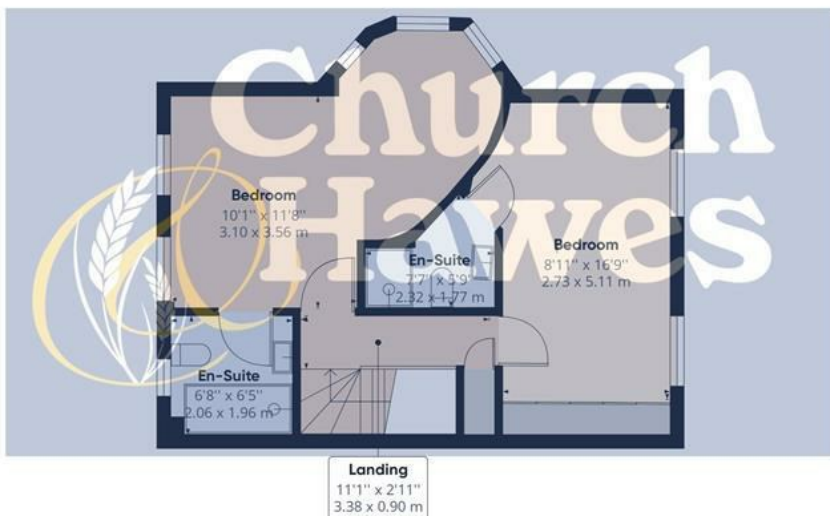 Church
Hawes
Bedroom
10'1" x 11'8"
3.10 x 3.56 m
Bedroom
8'11" x 16'9"
2.73 x 5.11 m
En-Suite
7'7" x 5'9"
2.32 x 1.77 m
En-Suite
6'8" x 6'5"
2.06 x 1.96 m
Landing
11'1" x 2'11"
3.38 x 0.90 m